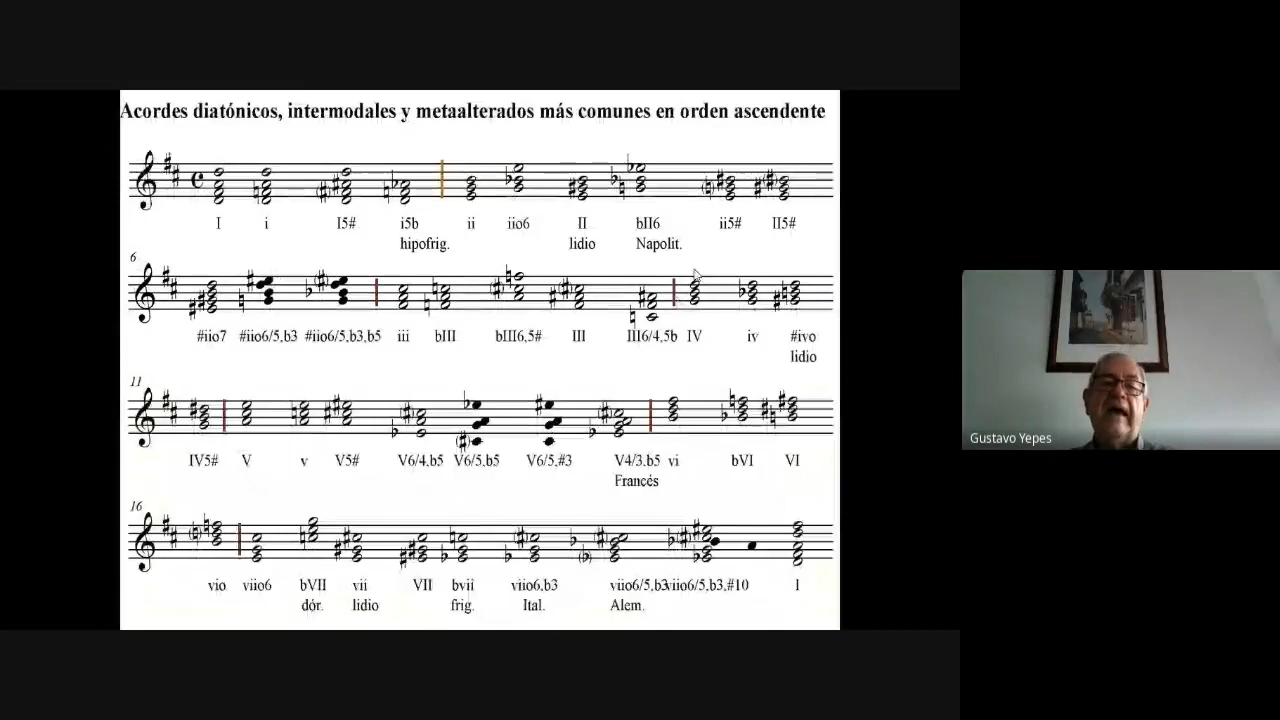 Acordes diatónicos, intermodales y metaalterados más comunes en orden ascendente
I i I5# i5b ii iio6 II bII6 ii5# II5#
hipofrig. lidio Napolit.
6
#iio7 #iio6/5,b3 #iio6/5,b3,b5 iii bIII bIII6,5# III III6/4,5b IV iv #ivo
lidio
11
IV5# V v V5# V6/4,b5 V6/5,b5 V6/5,#3 V4/3,b5 vi bVI VI
Francés
16
vio viio6 bVII vii VII bvii viio6,b3 viio6/5,b3 viio6/5,b3,#10 I
dór. lidio frig. Ital. Alem.
Gustavo Yepes